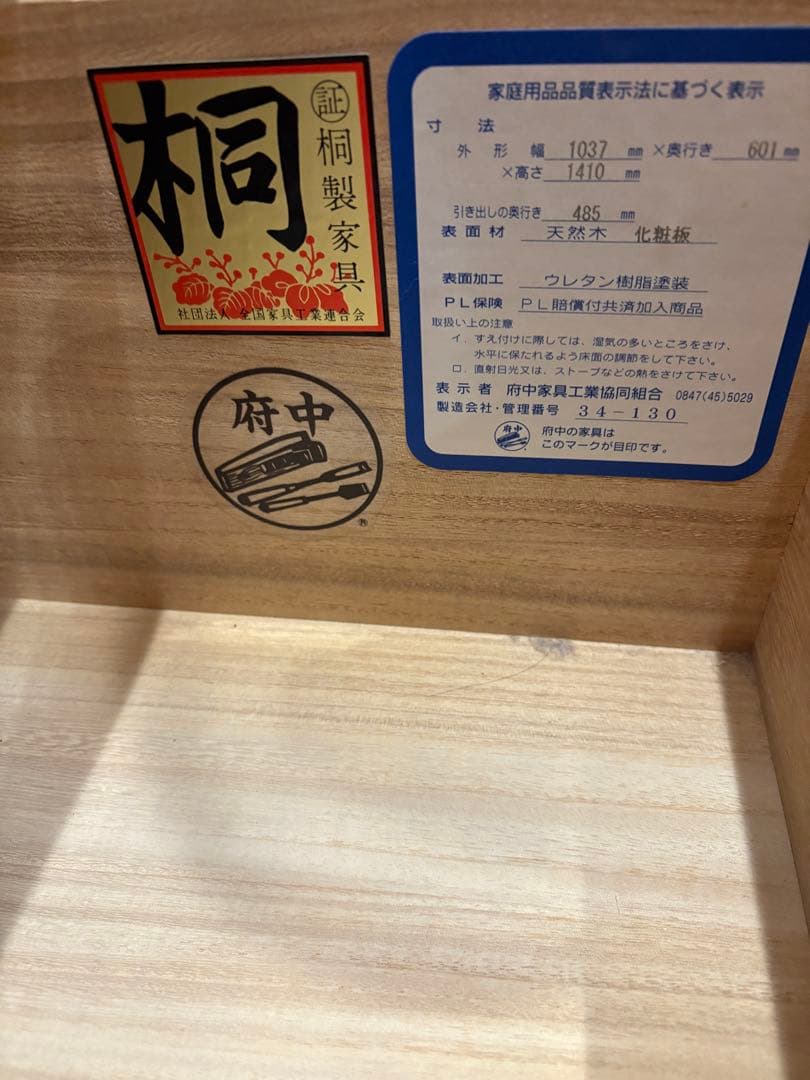 桐
証
桐製家具
社団法人 全国家具工業連合会
府中
®
家庭用品品質表示法に基づく表示
寸 法
外 形 幅 1037 mm ×奥行き 601 mm
×高さ 1410 mm
引き出しの奥行き 485 mm
表面材 天然木 化粧板
表面加工 ウレタン樹脂塗装
PL保険 PL賠償付共済加入商品
取扱い上の注意
イ. すえ付けに際しては、湿気の多いところをさけ、
水平に保たれるよう床面の調節をして下さい。
ロ. 直射日光又は、ストーブなどの熱をさけて下さい。
表示者 府中家具工業協同組合 0847(45)5029
製造会社・管理番号 34-130
府中
府中の家具は
このマークが目印です。